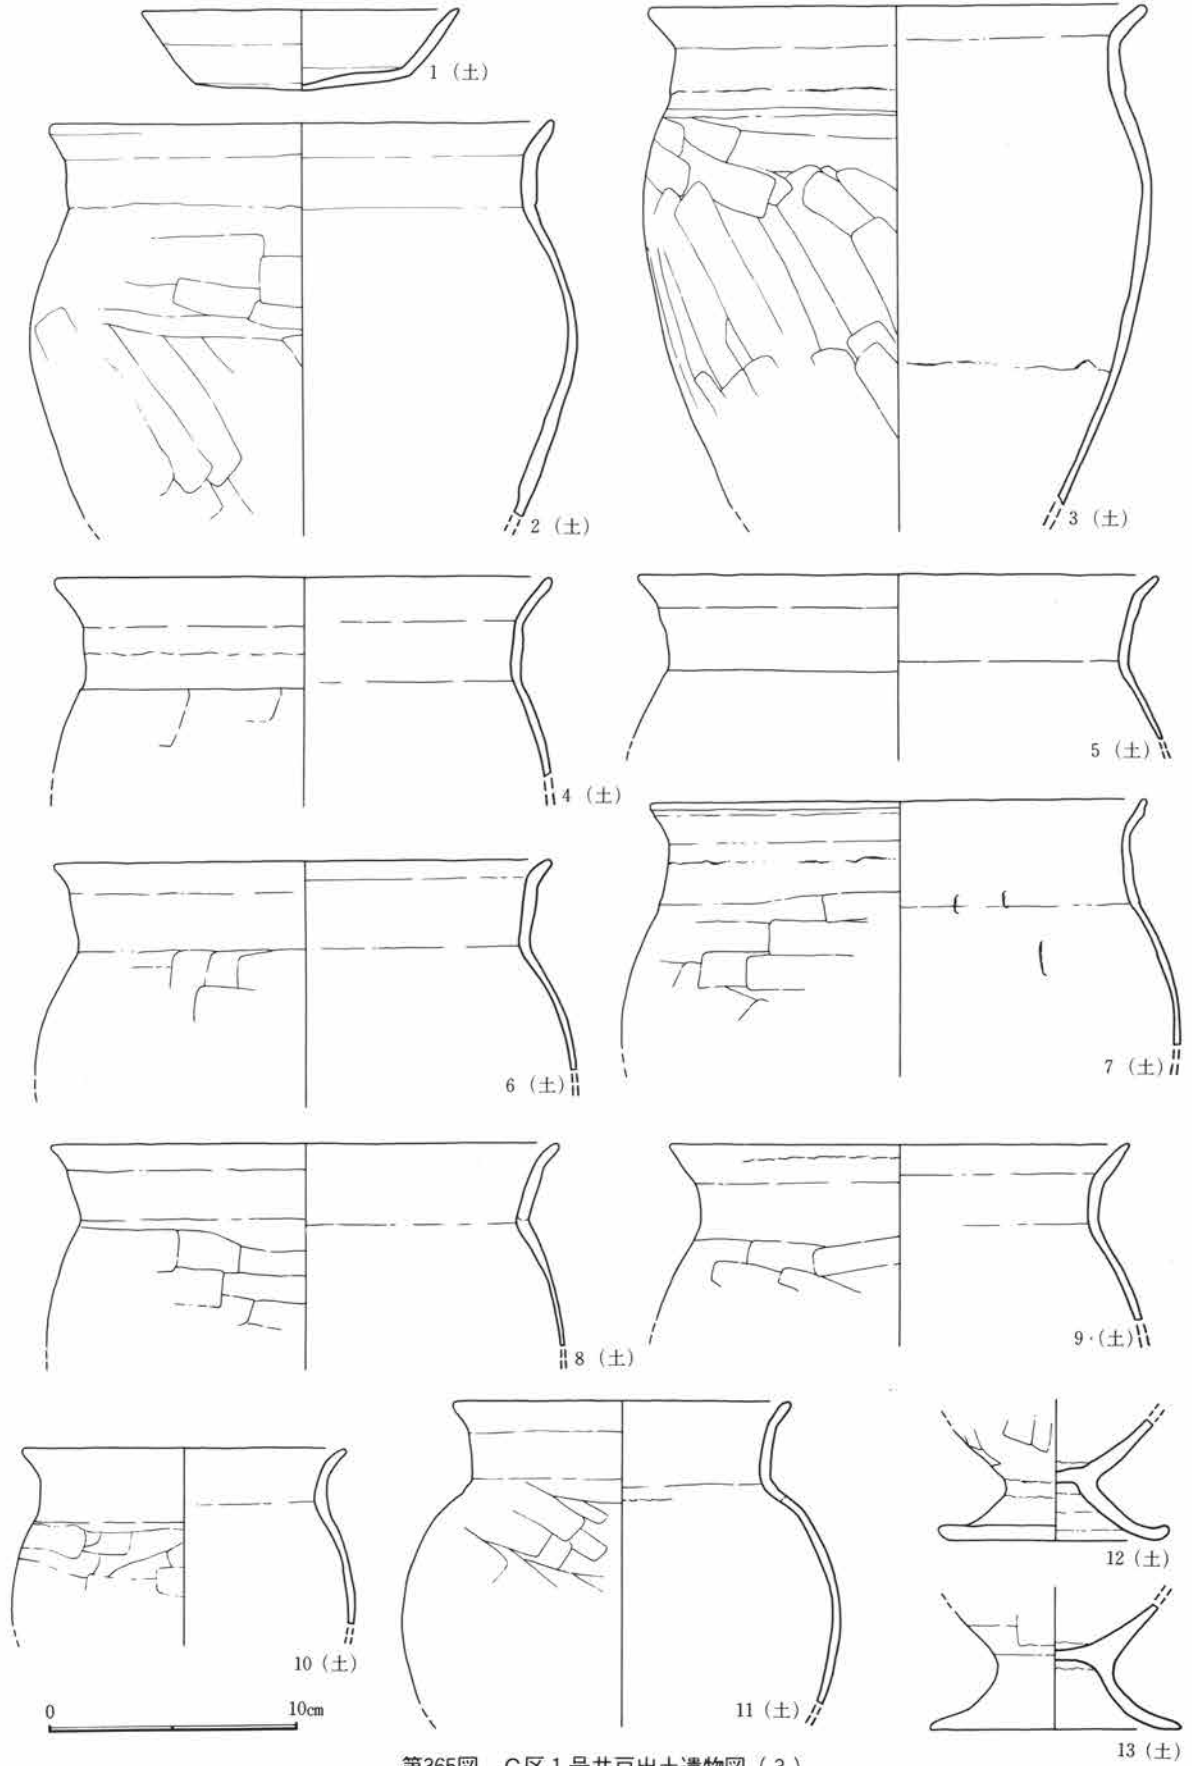 1 (土)
2 (土)
3 (土)
4 (土)
5 (土)
6 (土)
7 (土)
8 (土)
9・(土)
10 (土)
11 (土)
12 (土)
0 10cm
13 (土)
第365図 C区1号井戸出土遺物図(3)